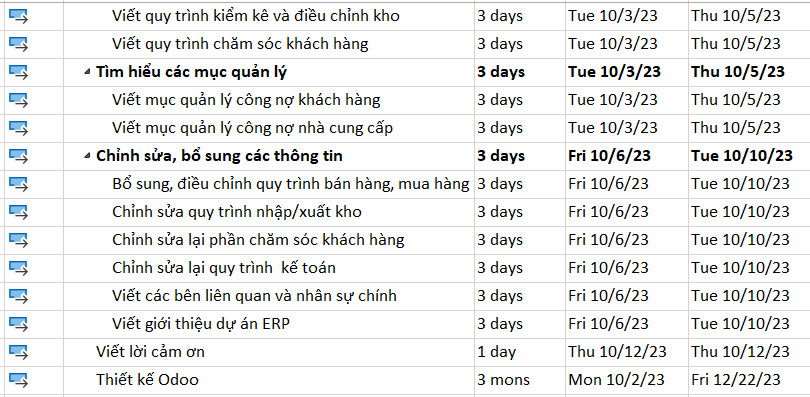 Viết quy trình kiểm kê và điều chỉnh kho 3 days Tue 10/3/23 Thu 10/5/23
Viết quy trình chăm sóc khách hàng 3 days Tue 10/3/23 Thu 10/5/23
Tìm hiểu các mục quản lý 3 days Tue 10/3/23 Thu 10/5/23
Viết mục quản lý công nợ khách hàng 3 days Tue 10/3/23 Thu 10/5/23
Viết mục quản lý công nợ nhà cung cấp 3 days Tue 10/3/23 Thu 10/5/23
Chỉnh sửa, bổ sung các thông tin 3 days Fri 10/6/23 Tue 10/10/23
Bổ sung, điều chỉnh quy trình bán hàng, mua hàng 3 days Fri 10/6/23 Tue 10/10/23
Chỉnh sửa quy trình nhập/xuất kho 3 days Fri 10/6/23 Tue 10/10/23
Chỉnh sửa lại phần chăm sóc khách hàng 3 days Fri 10/6/23 Tue 10/10/23
Chỉnh sửa lại quy trình kế toán 3 days Fri 10/6/23 Tue 10/10/23
Viết các bên liên quan và nhân sự chính 3 days Fri 10/6/23 Tue 10/10/23
Viết giới thiệu dự án ERP 3 days Fri 10/6/23 Tue 10/10/23
Viết lời cảm ơn 1 day Thu 10/12/23 Thu 10/12/23
Thiết kế Odoo 3 mons Mon 10/2/23 Fri 12/22/23